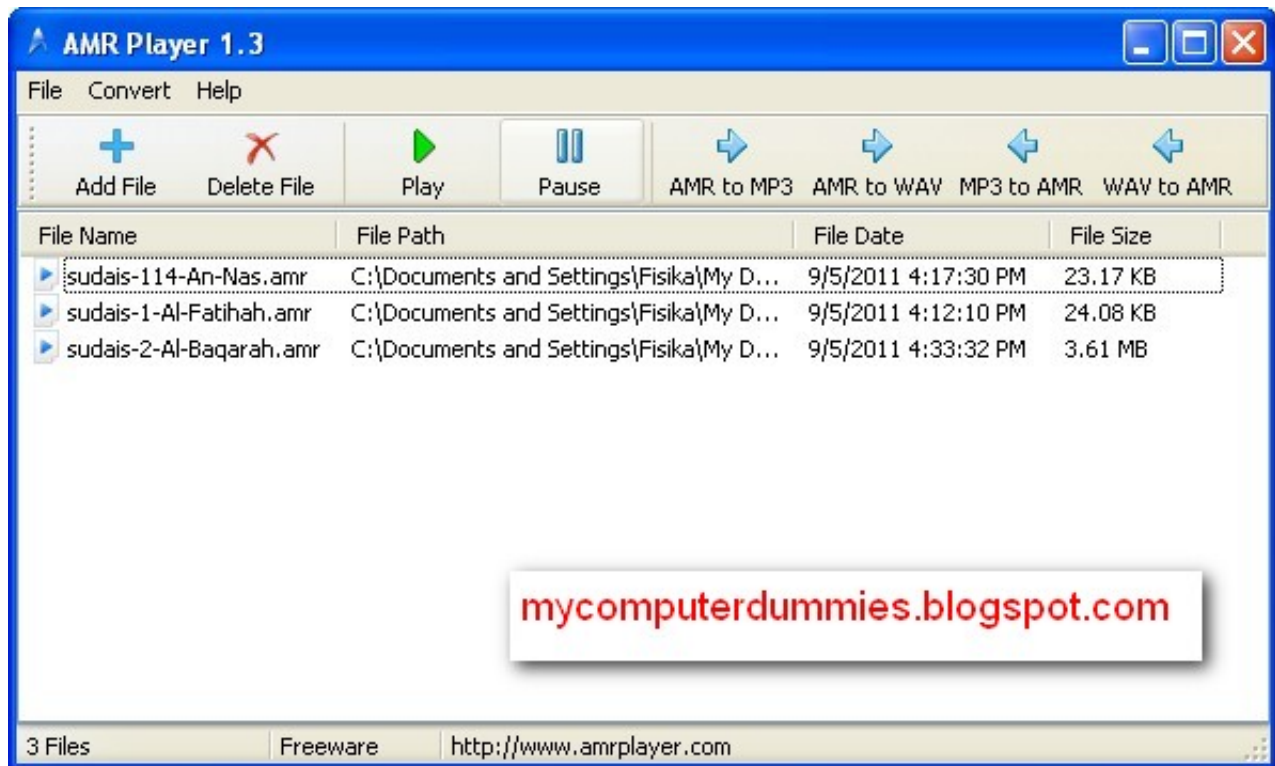 AMR Player 1.3
File Convert Help
Add File Delete File Play Pause AMR to MP3 AMR to WAV MP3 to AMR WAV to AMR
File Name File Path File Date File Size
sudais-114-An-Nas.amr C:\Documents and Settings\Fisika\My D... 9/5/2011 4:17:30 PM 23.17 KB
sudais-1-Al-Fatihah.amr C:\Documents and Settings\Fisika\My D... 9/5/2011 4:12:10 PM 24.08 KB
sudais-2-Al-Baqarah.amr C:\Documents and Settings\Fisika\My D... 9/5/2011 4:33:32 PM 3.61 MB
mycomputerdummies.blogspot.com
3 Files Freeware http://www.amrplayer.com